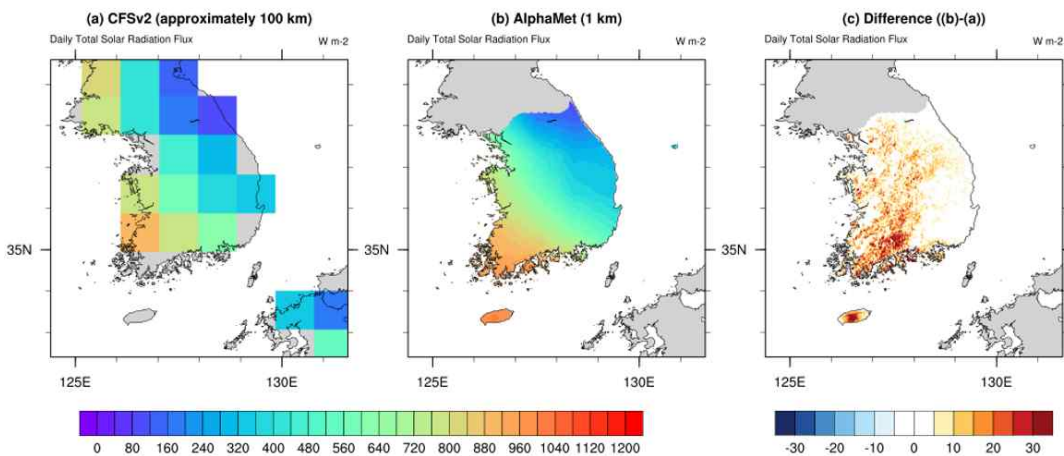 (a) CFSv2 (approximately 100 km)
Daily Total Solar Radiation Flux W m-2
35N
125E 130E
(b) AlphaMet (1 km)
Daily Total Solar Radiation Flux W m-2
35N
125E 130E
(c) Difference ((b)-(a))
Daily Total Solar Radiation Flux W m-2
35N
125E 130E
0 80 160 240 320 400 480 560 640 720 800 880 960 1040 1120 1200
-30 -20 -10 0 10 20 30